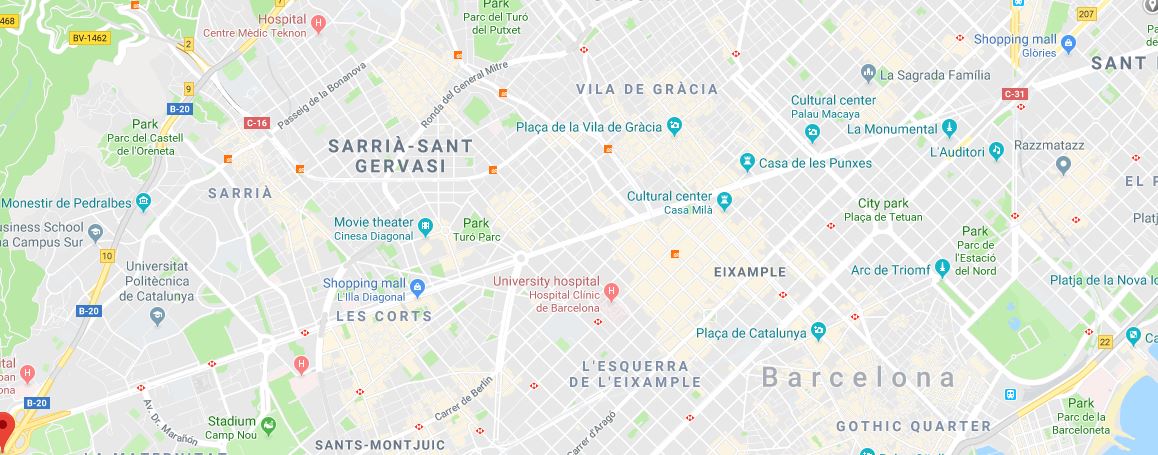 468
BV-1462
2
7
Hospital
Centre Mèdic Teknon
Parc del Turó
del Putxet
207
Shopping mall
Glòries
SANT
La Sagrada Família
C-31
9
B-20
C-16
Passeig de la Bonanova
Ronda del General Mitre
VILA DE GRÀCIA
Cultural center
Palau Macaya
Plaça de la Vila de Gràcia
La Monumental
L'Auditori
Razzmatazz
Park
Parc del Castell
de l'Oreneta
SARRIÀ-SANT
GERVASI
Casa de les Punxes
SARRIÀ
EL P
Monestir de Pedralbes
Cultural center
Casa Milà
City park
Plaça de Tetuan
Movie theater
Cinesa Diagonal
Park
Turó Parc
Park
Parc de
l'Estació
del Nord
Platj
usiness School
na Campus Sur
10
Universitat
Politècnica
de Catalunya
EIXAMPLE
Arc de Triomf
Platja de la Nova Ic
Shopping mall
L'Illa Diagonal
University hospital
Hospital Clínic
de Barcelona
B-20
LES CORTS
Plaça de Catalunya
22
Ca
L'ESQUERRA
DE L'EIXAMPLE
Barcelona
B-20
Av. Dr. Marañón
Carrer de Berlín
Carrer d'Aragó
Stadium
Camp Nou
SANTS-MONTJUIC
GOTHIC QUARTER
Park
Parc de la
Barceloneta
LA MATERNITAT